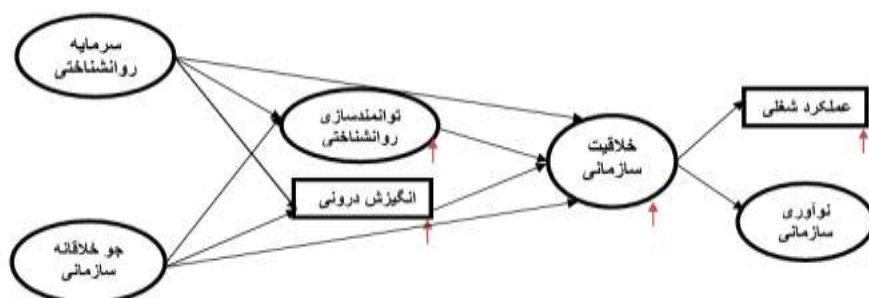 سرمایه
روانشناختی
توانمندسازی
روانشناختی
انگیزش درونی
جو خلاقانه
سازمانی
خلاقیت
سازمانی
عملکرد شغلی
نوآوری
سازمانی